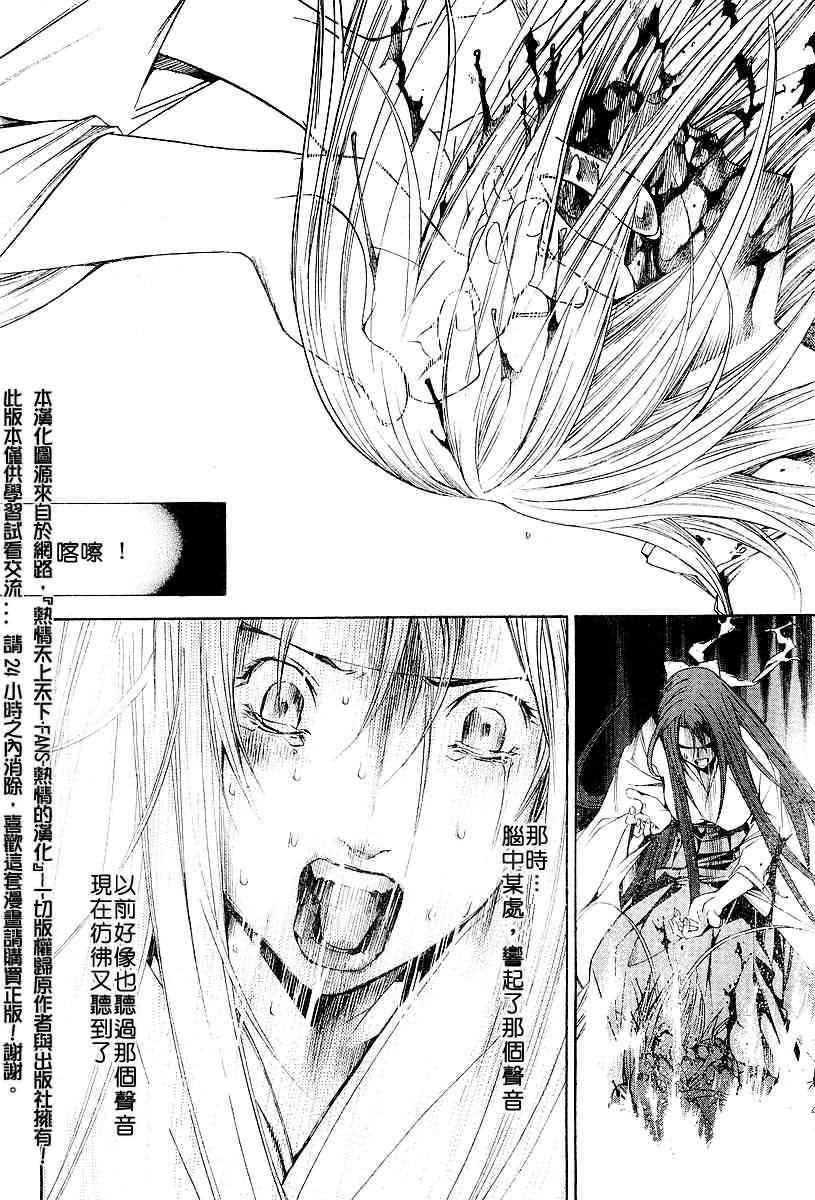 喀嚓！
那時…
腦中某處，響起了那個聲音
以前好像也聽過那個聲音
現在彷彿又聽到了
本漢化圖源來自於網路，『熱情天上天下-FANS熱情的漢化』一切版權歸原作者與出版社擁有！
此版本僅供學習試看交流… 請24小時之內消除，喜歡這套漫畫請購買正版！謝謝。